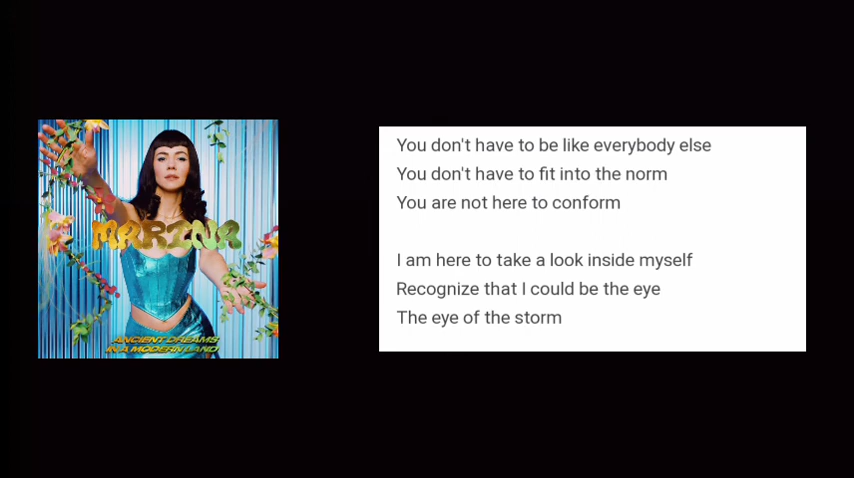 MARINA
ANCIENT DREAMS
IN A MODERN LAND
You don't have to be like everybody else
You don't have to fit into the norm
You are not here to conform
I am here to take a look inside myself
Recognize that I could be the eye
The eye of the storm